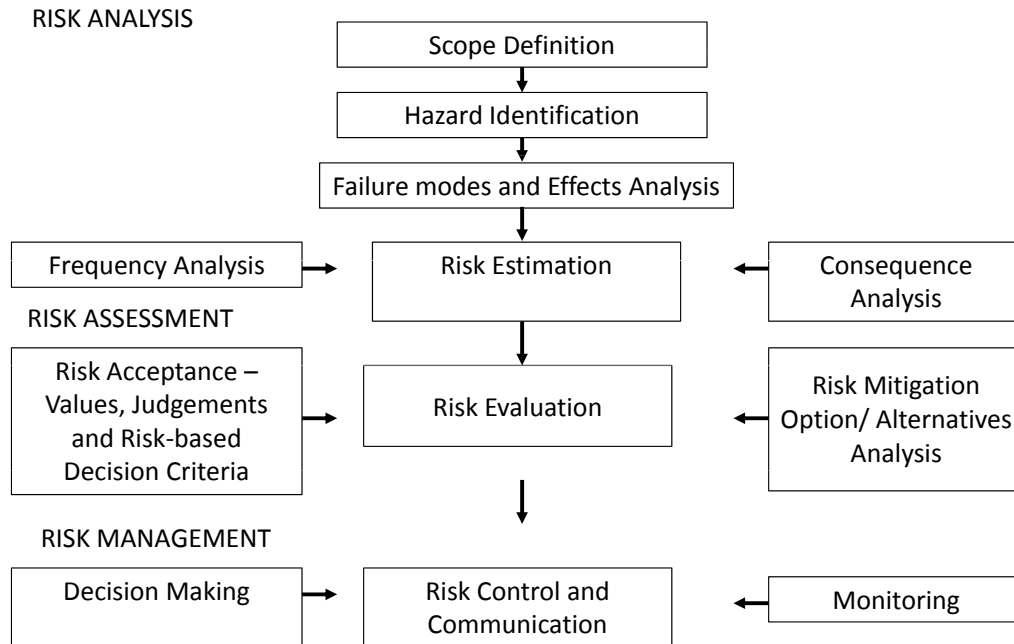 RISK ANALYSIS
Scope Definition
Hazard Identification
Failure modes and Effects Analysis
Frequency Analysis
Risk Estimation
Consequence
Analysis
RISK ASSESSMENT
Risk Acceptance –
Values, Judgements
and Risk-based
Decision Criteria
Risk Evaluation
Risk Mitigation
Option/ Alternatives
Analysis
RISK MANAGEMENT
Decision Making
Risk Control and
Communication
Monitoring